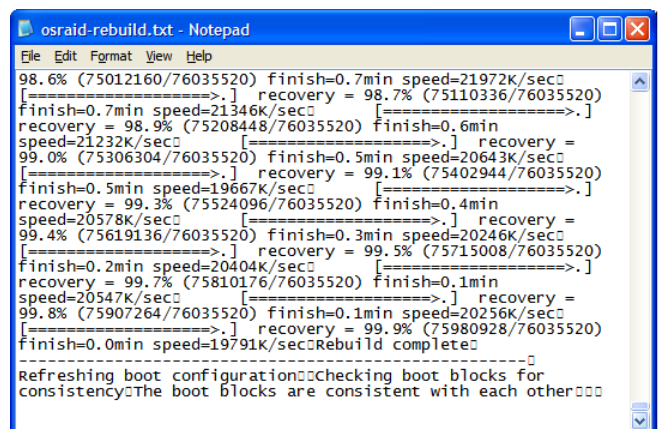 osraid-rebuild.txt - Notepad
File Edit Format View Help
98.6% (75012160/76035520) finish=0.7min speed=21972K/sec▯
[===================>.]  recovery = 98.7% (75110336/76035520)
finish=0.7min speed=21346K/sec▯      [===================>.]
recovery = 98.9% (75208448/76035520) finish=0.6min
speed=21232K/sec▯      [===================>.]  recovery =
99.0% (75306304/76035520) finish=0.5min speed=20643K/sec▯
[===================>.]  recovery = 99.1% (75402944/76035520)
finish=0.5min speed=19667K/sec▯      [===================>.]
recovery = 99.3% (75524096/76035520) finish=0.4min
speed=20578K/sec▯      [===================>.]  recovery =
99.4% (75619136/76035520) finish=0.3min speed=20246K/sec▯
[===================>.]  recovery = 99.5% (75715008/76035520)
finish=0.2min speed=20404K/sec▯      [===================>.]
recovery = 99.7% (75810176/76035520) finish=0.1min
speed=20547K/sec▯      [===================>.]  recovery =
99.8% (75907264/76035520) finish=0.1min speed=20256K/sec▯
[===================>.]  recovery = 99.9% (75980928/76035520)
finish=0.0min speed=19791K/sec▯Rebuild complete▯
-----------------------------------------------------▯
Refreshing boot configuration▯▯Checking boot blocks for
consistency▯The boot blocks are consistent with each other▯▯▯